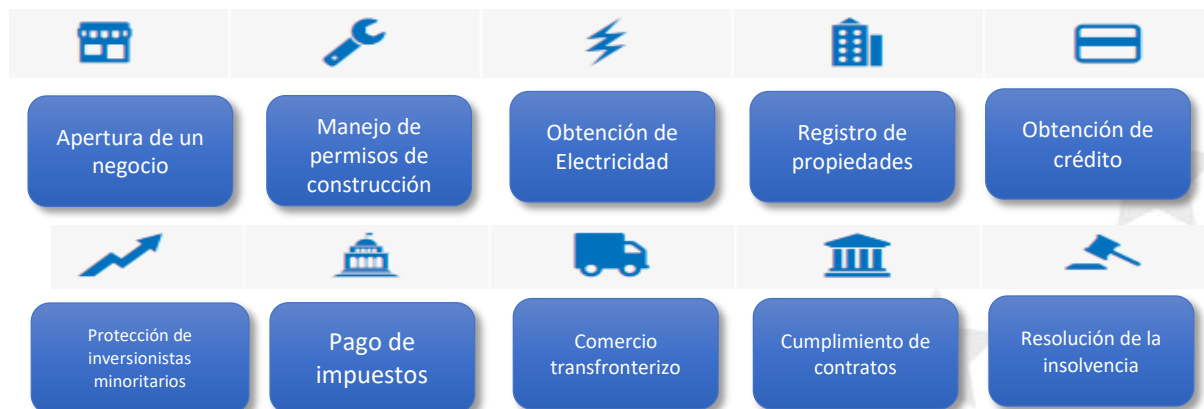 Apertura de un
negocio
Manejo de
permisos de
construcción
Obtención de
Electricidad
Registro de
propiedades
Obtención de
crédito
Protección de
inversionistas
minoritarios
Pago de
impuestos
Comercio
transfronterizo
Cumplimiento de
contratos
Resolución de la
insolvencia